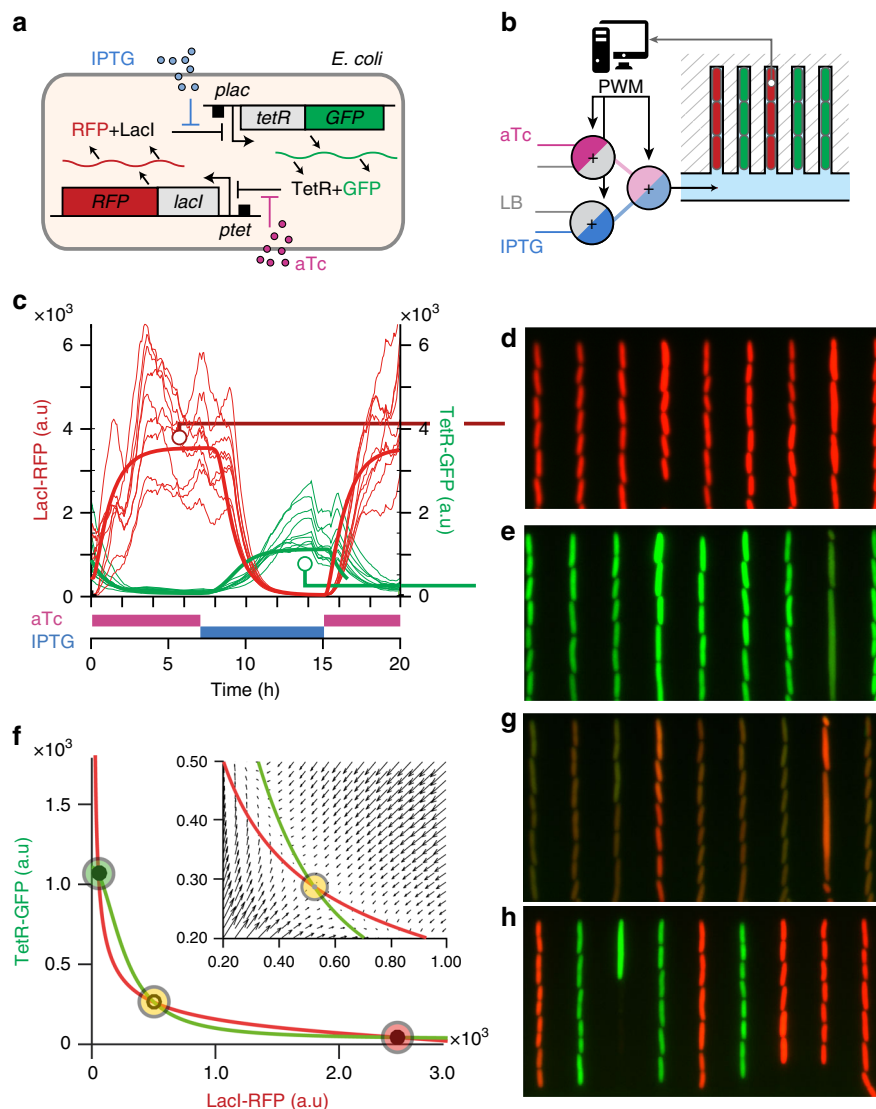 a
IPTG
E. coli
plac
tetR
GFP
RFP+LacI
TetR+GFP
RFP
lacI
ptet
aTc
b
PWM
aTc
+
+
LB
+
IPTG
c
×10³
×10³
6
6
4
4
2
2
0
0
LacI-RFP (a.u)
TetR-GFP (a.u)
aTc
IPTG
0
5
10
15
20
Time (h)
d
e
f
×10³
1.5
1.0
0.5
0
TetR-GFP (a.u)
0.50
0.40
0.30
0.20
0.20
0.40
0.60
0.80
1.00
×10³
0
1.0
2.0
3.0
LacI-RFP (a.u)
g
h